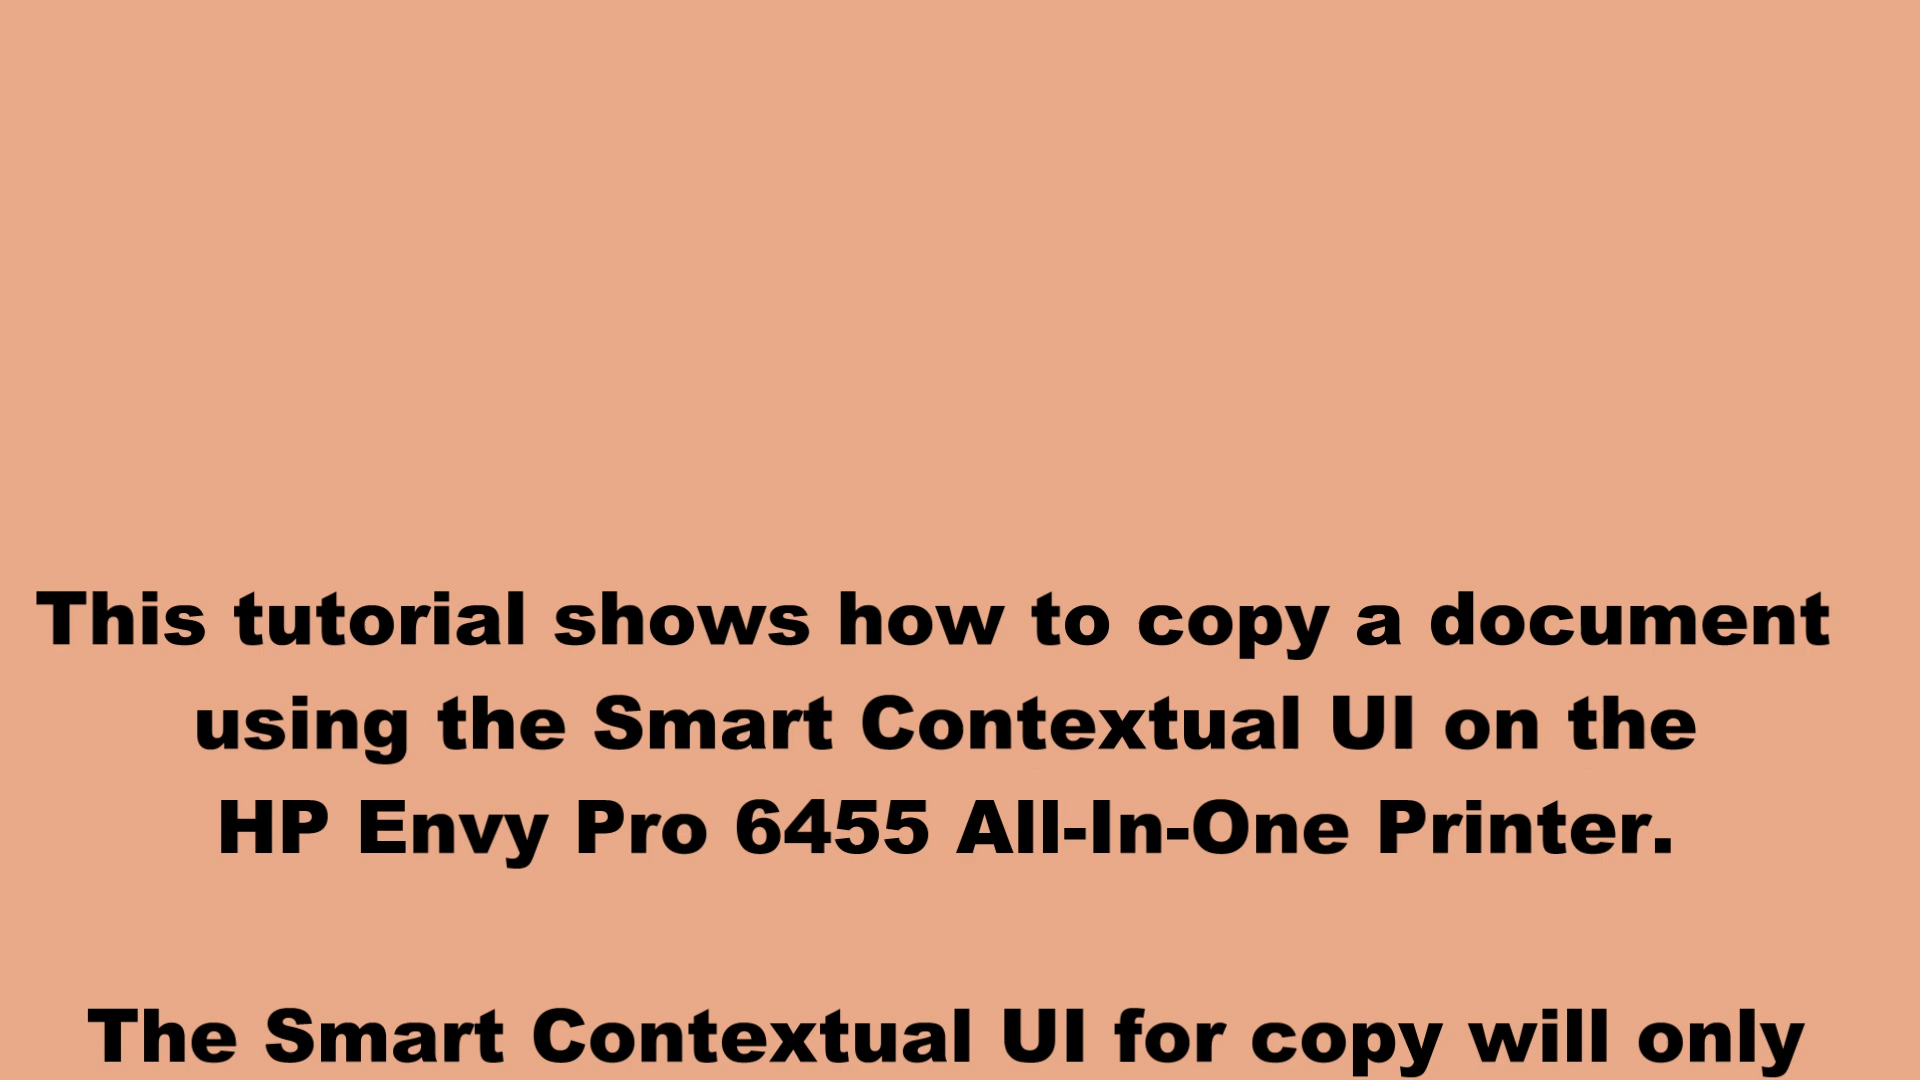 This tutorial shows how to copy a document
using the Smart Contextual UI on the
HP Envy Pro 6455 All-In-One Printer.
The Smart Contextual UI for copy will only